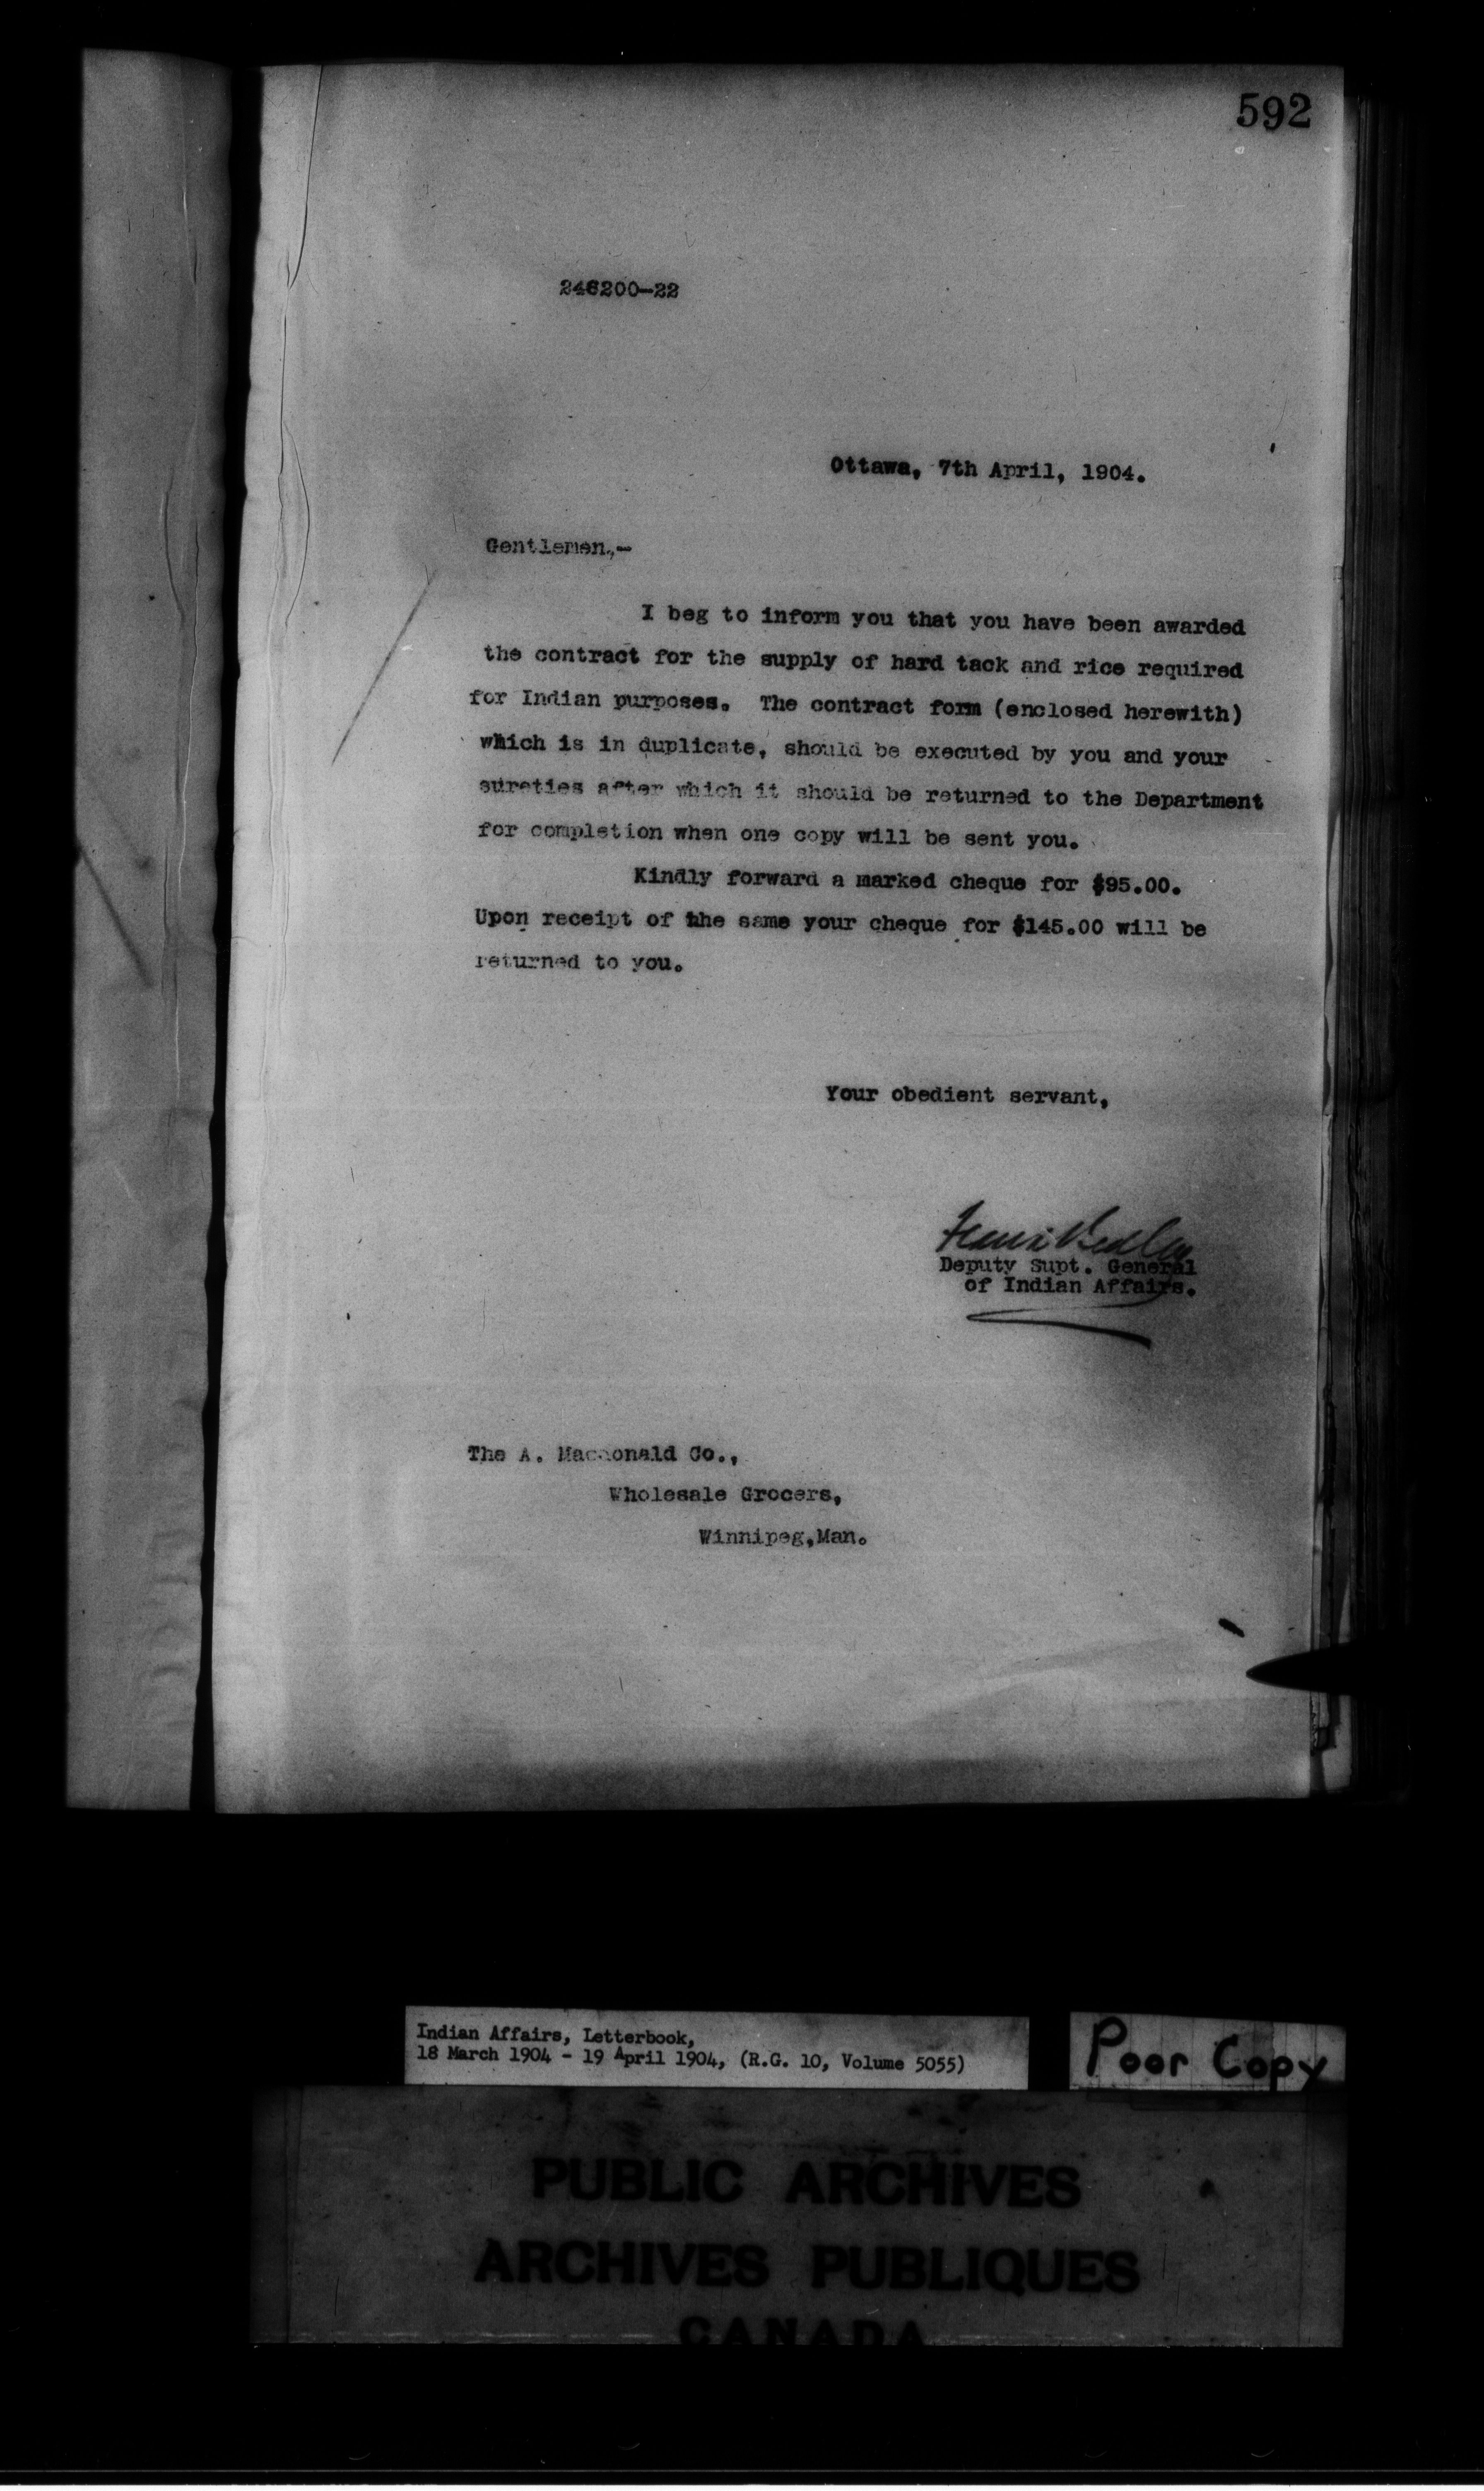 592
246200-22
Ottawa, 7th April, 1904.
Gentlemen,-
I beg to inform you that you have been awarded
the contract for the supply of hard tack and rice required
for Indian purposes. The contract form (enclosed herewith)
which is in duplicate, should be executed by you and your
sureties after which it should be returned to the Department
for completion when one copy will be sent you.
Kindly forward a marked cheque for $95.00.
Upon receipt of the same your cheque for $145.00 will be
returned to you.
Your obedient servant,
Deputy Supt. General
of Indian Affairs.
The A. Macdonald Co.,
Wholesale Grocers,
Winnipeg,Man.
Indian Affairs, Letterbook,
18 March 1904 - 19 April 1904, (R.G. 10, Volume 5055)
Poor Copy
PUBLIC ARCHIVES
ARCHIVES PUBLIQUES
CANADA